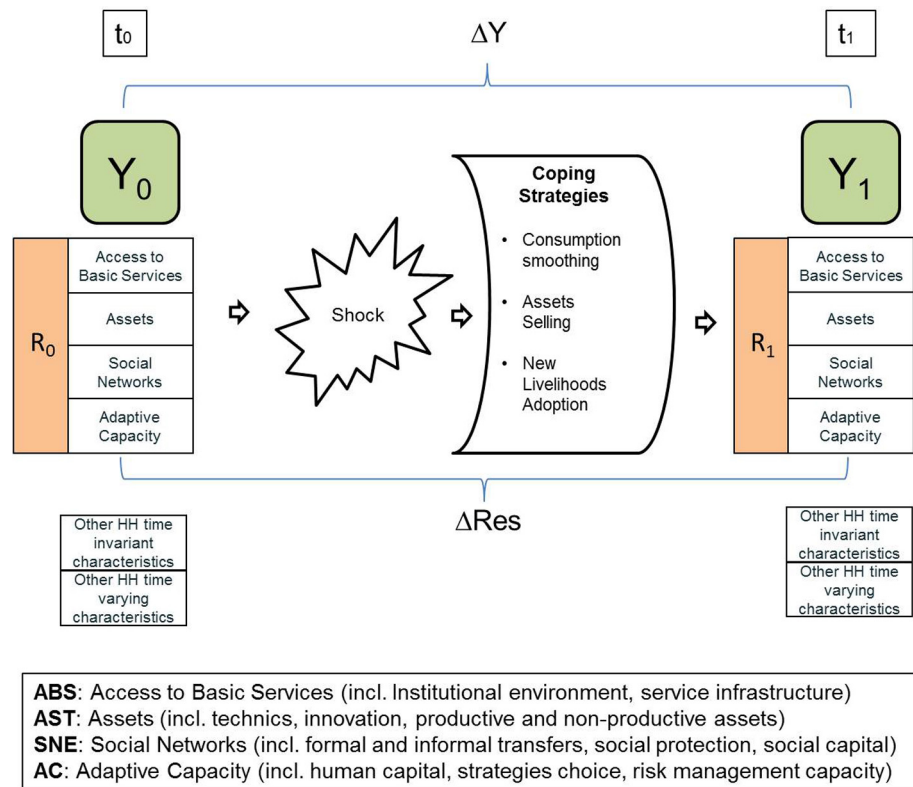 t0
ΔY
t1
Y0
Y1
R0
Access to
Basic Services
Assets
Social
Networks
Adaptive
Capacity
Shock
Coping
Strategies
• Consumption
smoothing
• Assets
Selling
• New
Livelihoods
Adoption
R1
Access to
Basic Services
Assets
Social
Networks
Adaptive
Capacity
ΔRes
Other HH time
invariant
characteristics
Other HH time
varying
characteristics
Other HH time
invariant
characteristics
Other HH time
varying
characteristics
ABS: Access to Basic Services (incl. Institutional environment, service infrastructure)
AST: Assets (incl. technics, innovation, productive and non-productive assets)
SNE: Social Networks (incl. formal and informal transfers, social protection, social capital)
AC: Adaptive Capacity (incl. human capital, strategies choice, risk management capacity)